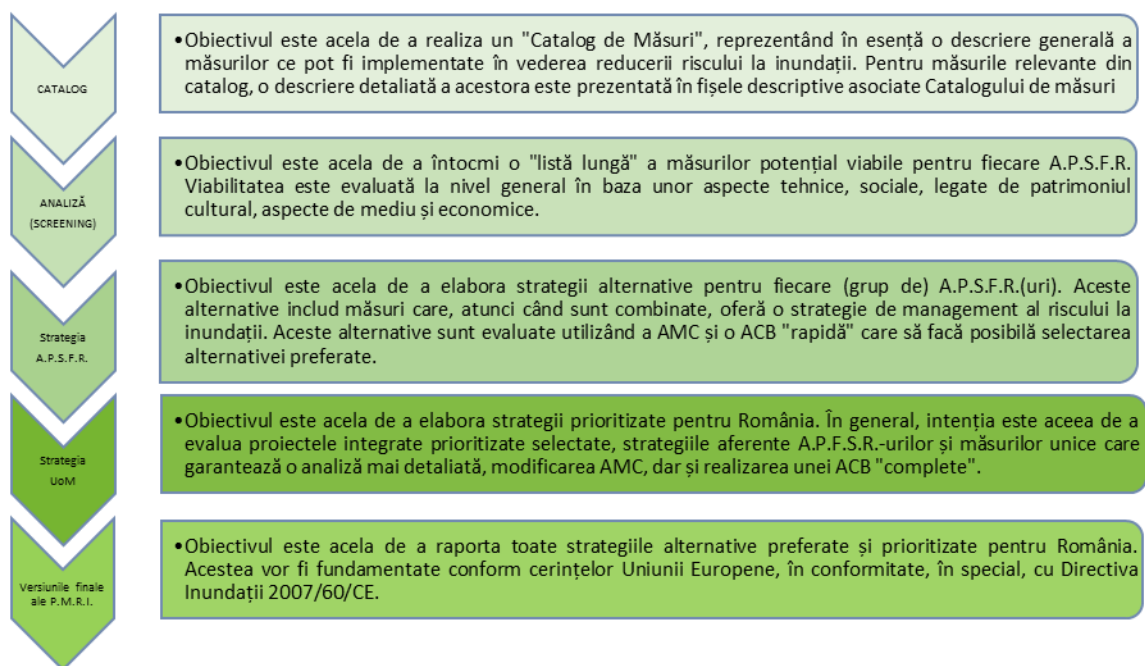 CATALOG
•Obiectivul este acela de a realiza un "Catalog de Măsuri", reprezentând în esență o descriere generală a
măsurilor ce pot fi implementate în vederea reducerii riscului la inundații. Pentru măsurile relevante din
catalog, o descriere detaliată a acestora este prezentată în fișele descriptive asociate Catalogului de măsuri
ANALIZĂ
(SCREENING)
•Obiectivul este acela de a întocmi o "listă lungă" a măsurilor potențial viabile pentru fiecare A.P.S.F.R.
Viabilitatea este evaluată la nivel general în baza unor aspecte tehnice, sociale, legate de patrimoniul
cultural, aspecte de mediu și economice.
Strategia
A.P.S.F.R.
•Obiectivul este acela de a elabora strategii alternative pentru fiecare (grup de) A.P.S.F.R.(uri). Aceste
alternative includ măsuri care, atunci când sunt combinate, oferă o strategie de management al riscului la
inundații. Aceste alternative sunt evaluate utilizând a AMC și o ACB "rapidă" care să facă posibilă selectarea
alternativei preferate.
Strategia
UoM
•Obiectivul este acela de a elabora strategii prioritizate pentru România. În general, intenția este aceea de a
evalua proiectele integrate prioritizate selectate, strategiile aferente A.P.F.S.R.-urilor și măsurilor unice care
garantează o analiză mai detaliată, modificarea AMC, dar și realizarea unei ACB "complete".
Versiunile finale
ale P.M.R.I.
•Obiectivul este acela de a raporta toate strategiile alternative preferate și prioritizate pentru România.
Acestea vor fi fundamentate conform cerințelor Uniunii Europene, în conformitate, în special, cu Directiva
Inundații 2007/60/CE.